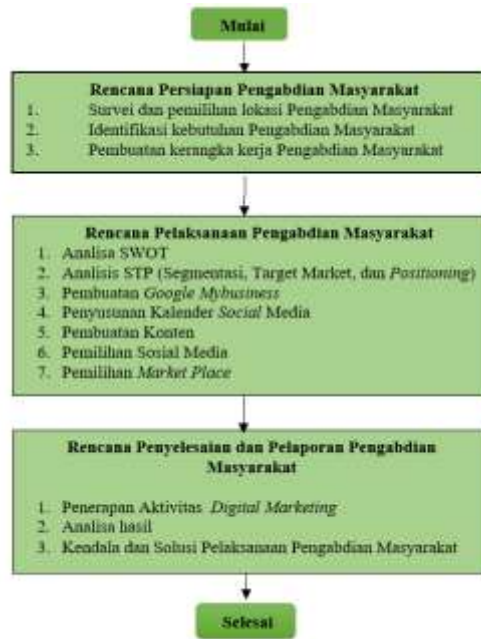 Mulai
Rencana Persiapan Pengabdian Masyarakat
1. Survei dan pemilihan lokasi Pengabdian Masyarakat
2. Identifikasi kebutuhan Pengabdian Masyarakat
3. Pembuatan kerangka kerja Pengabdian Masyarakat
Rencana Pelaksanaan Pengabdian Masyarakat
1. Analisa SWOT
2. Analisis STP (Segmentasi, Target Market, dan Positioning)
3. Pembuatan Google Mybusiness
4. Penyusunan Kalender Social Media
5. Pembuatan Konten
6. Pemilihan Sosial Media
7. Pemilihan Market Place
Rencana Penyelesaian dan Pelaporan Pengabdian
Masyarakat
1. Penerapan Aktivitas Digital Marketing
2. Analisa hasil
3. Kendala dan Solusi Pelaksanaan Pengabdian Masyarakat
Selesai